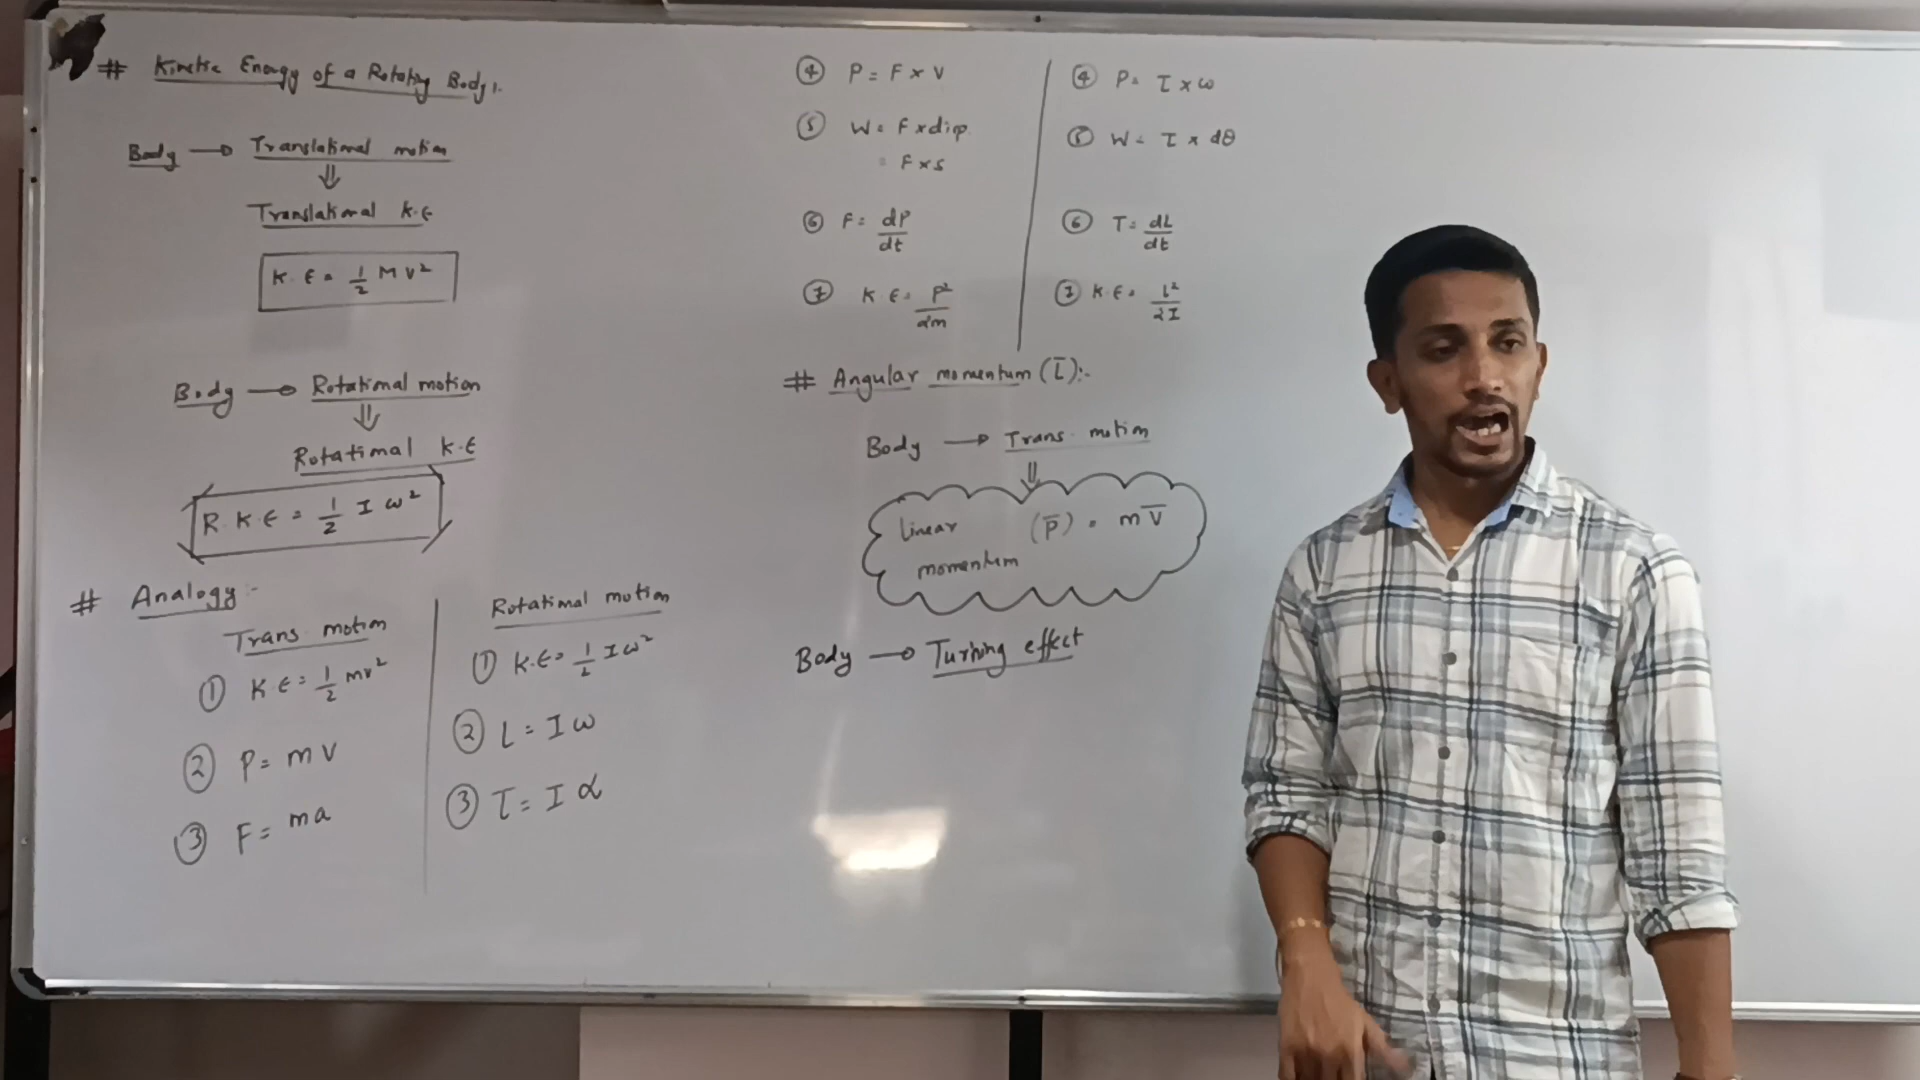 # Kinetic Energy of a Rotating Body:-
Body → Translational motion
⇓
Translational K.E
K.E = 1/2 M V²
Body → Rotational motion
⇓
Rotational K.E
R.K.E = 1/2 I ω²
# Analogy:-
Trans motion
① K.E = 1/2 mv²
② P = m v
③ F = ma
Rotational motion
① K.E = 1/2 I ω²
② L = I ω
③ τ = I α
④ P = F × V
⑤ W = F × disp.
= F × s
⑥ F = dP/dt
⑦ K.E = P²/2m
④ P = τ × ω
⑤ W = τ × dθ
⑥ τ = dL/dt
⑦ K.E = L²/2I
# Angular momentum (L̄):-
Body → Trans. motion
⇓
Linear momentum (p̄) = m v̄
Body → Turning effect